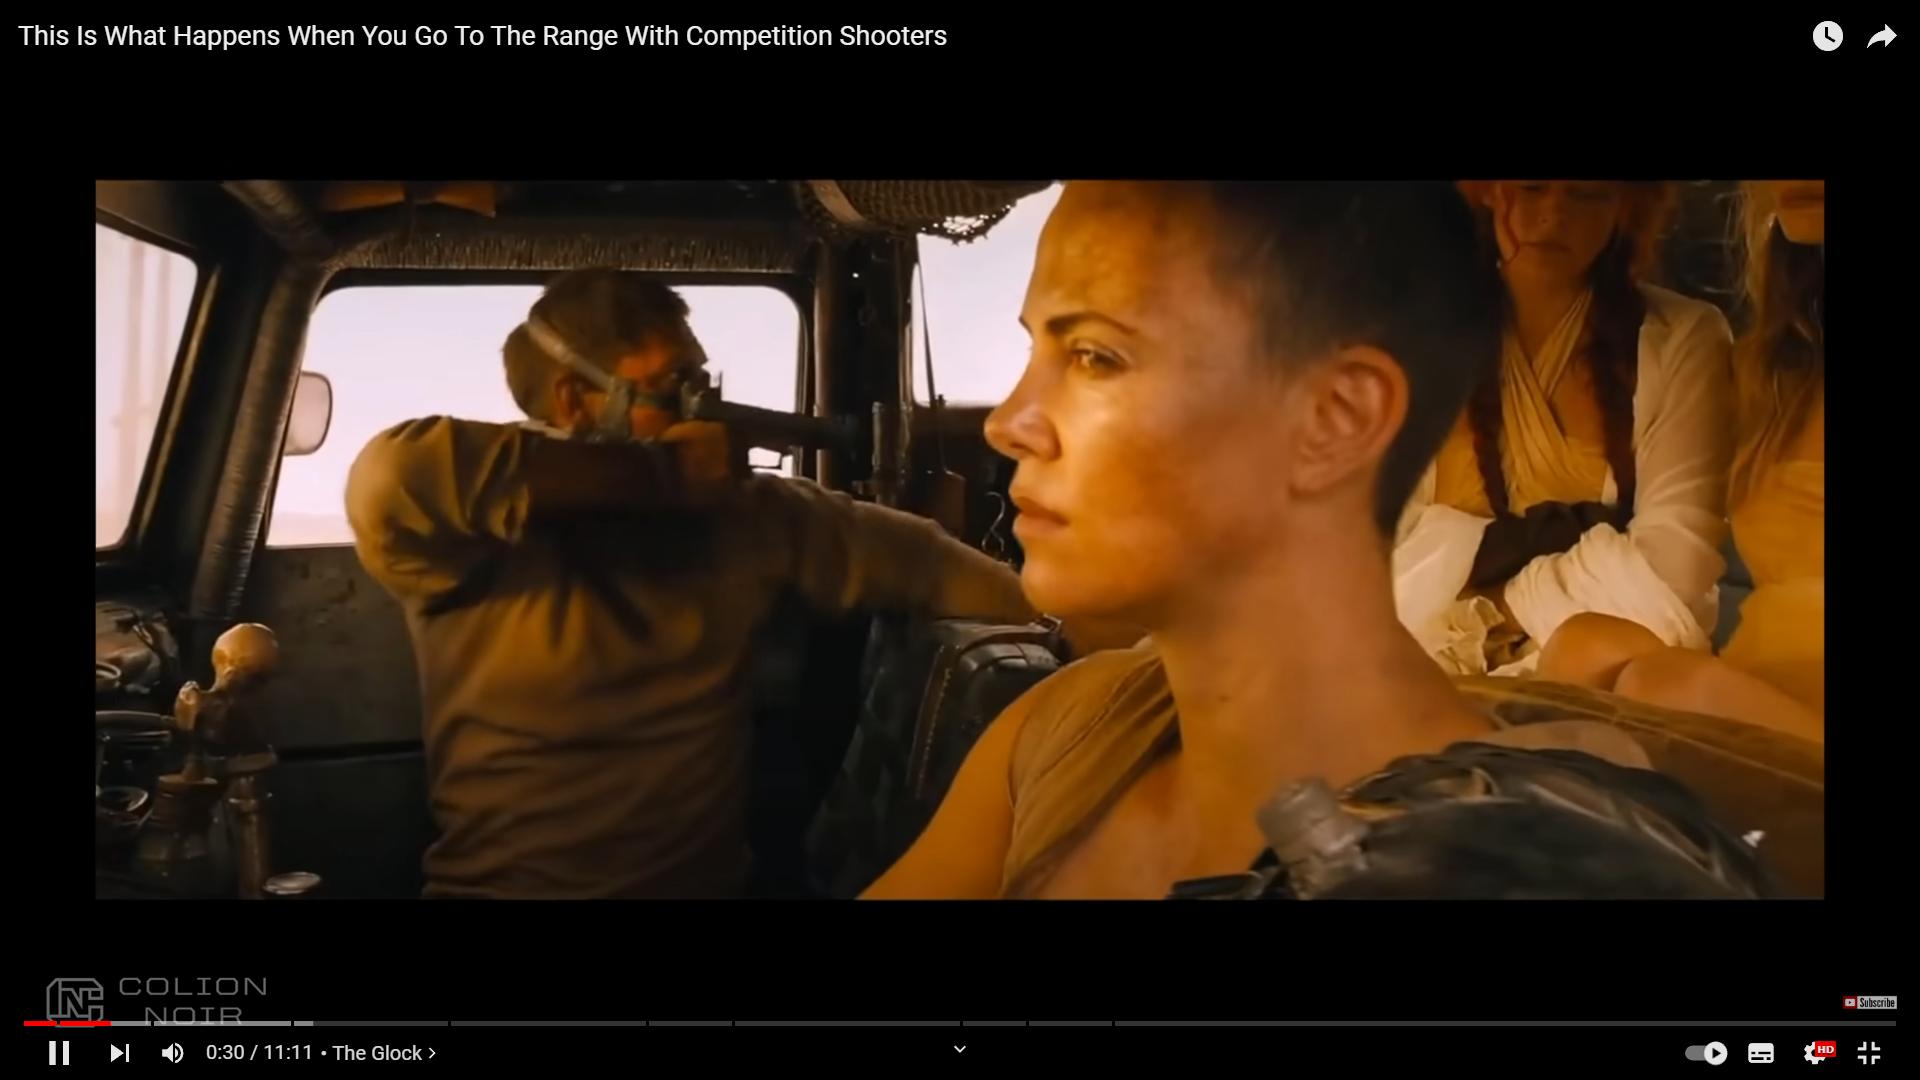 This Is What Happens When You Go To The Range With Competition Shooters
COLION
NOIR
Subscribe
0:30 / 11:11 • The Glock
HD